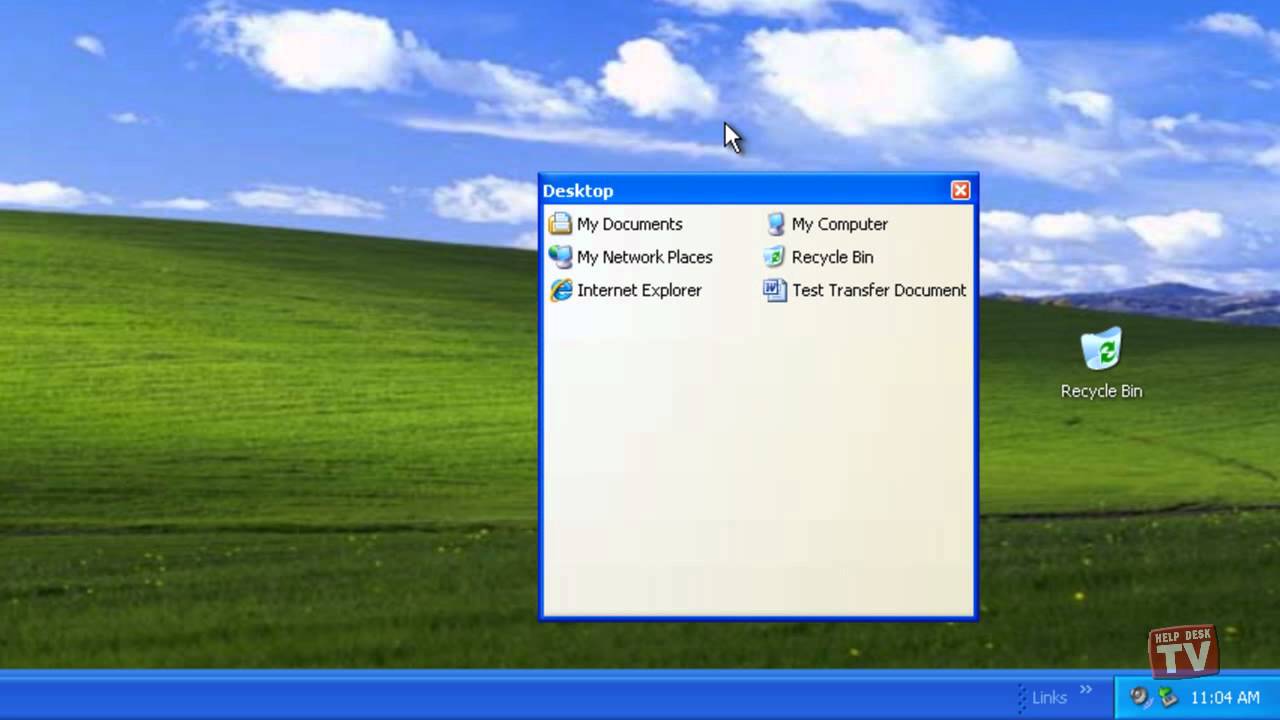 Desktop
My Documents
My Computer
My Network Places
Recycle Bin
Internet Explorer
Test Transfer Document
Recycle Bin
HELP DESK
TV
Links »
11:04 AM